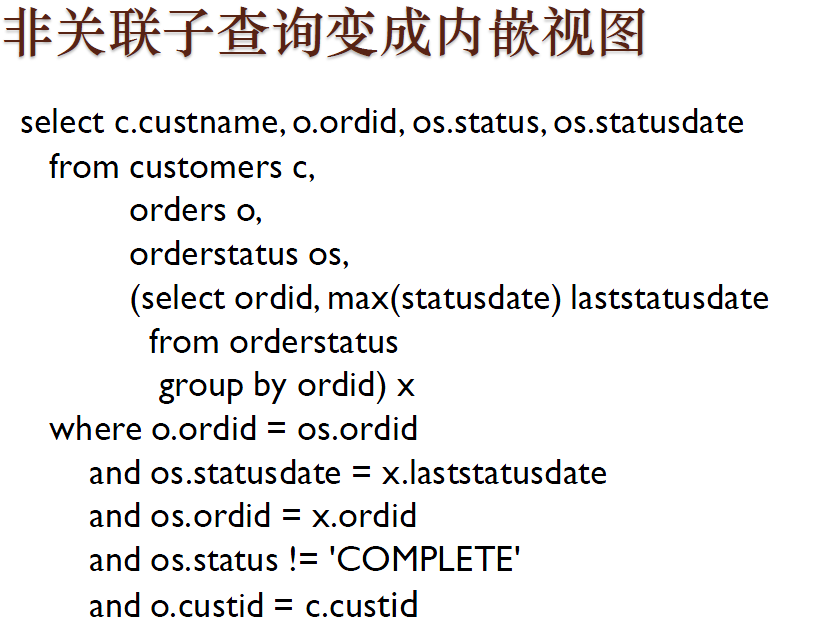 非关联子查询变成内嵌视图
select c.custname, o.ordid, os.status, os.statusdate
from customers c,
orders o,
orderstatus os,
(select ordid, max(statusdate) laststatusdate
from orderstatus
group by ordid) x
where o.ordid = os.ordid
and os.statusdate = x.laststatusdate
and os.ordid = x.ordid
and os.status != 'COMPLETE'
and o.custid = c.custid